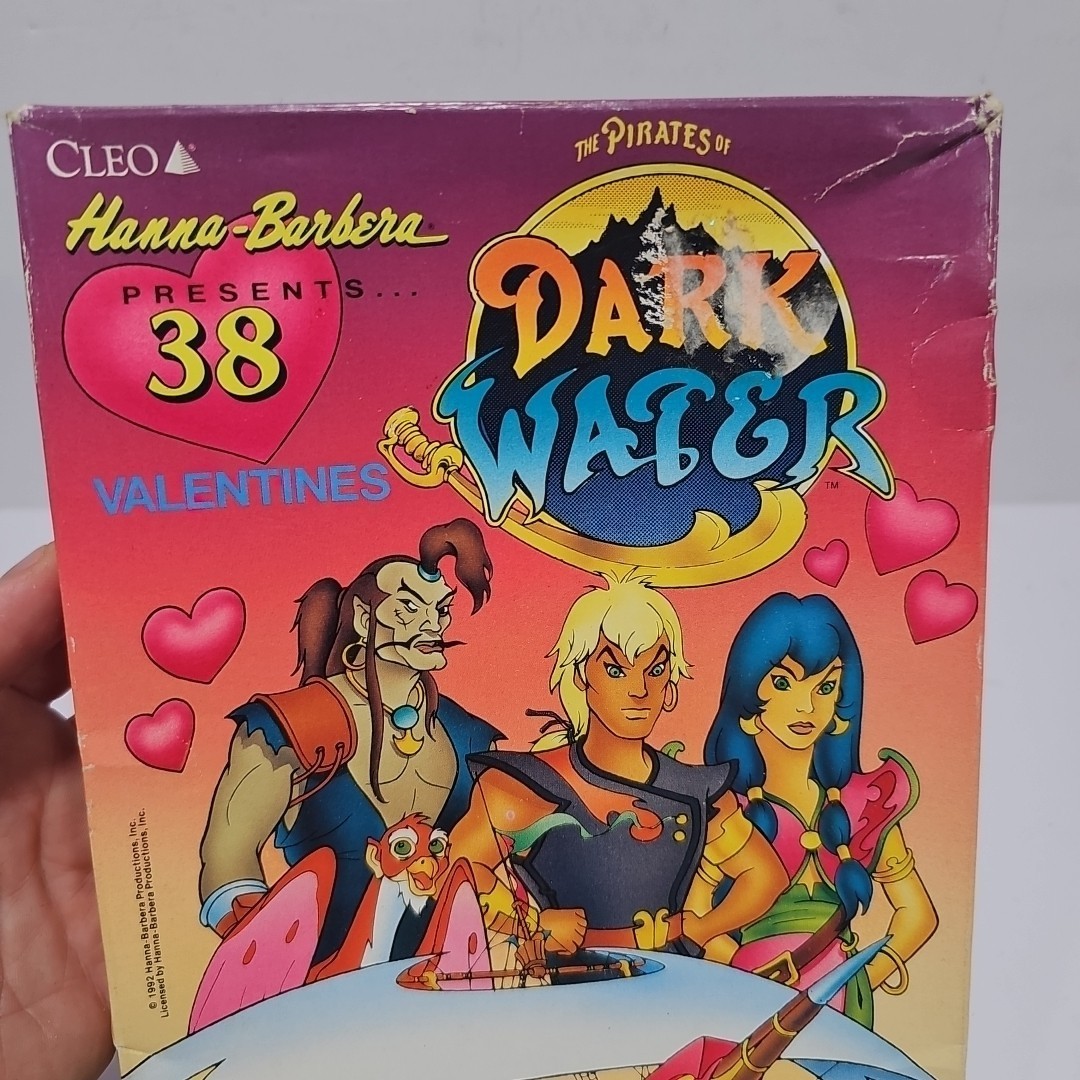 CLEO
Hanna-Barbera
PRESENTS...
38
VALENTINES
THE PIRATES OF
DARK
WATER
TM
© 1992 Hanna-Barbera Productions, Inc.
Licensed by Hanna-Barbera Productions, Inc.